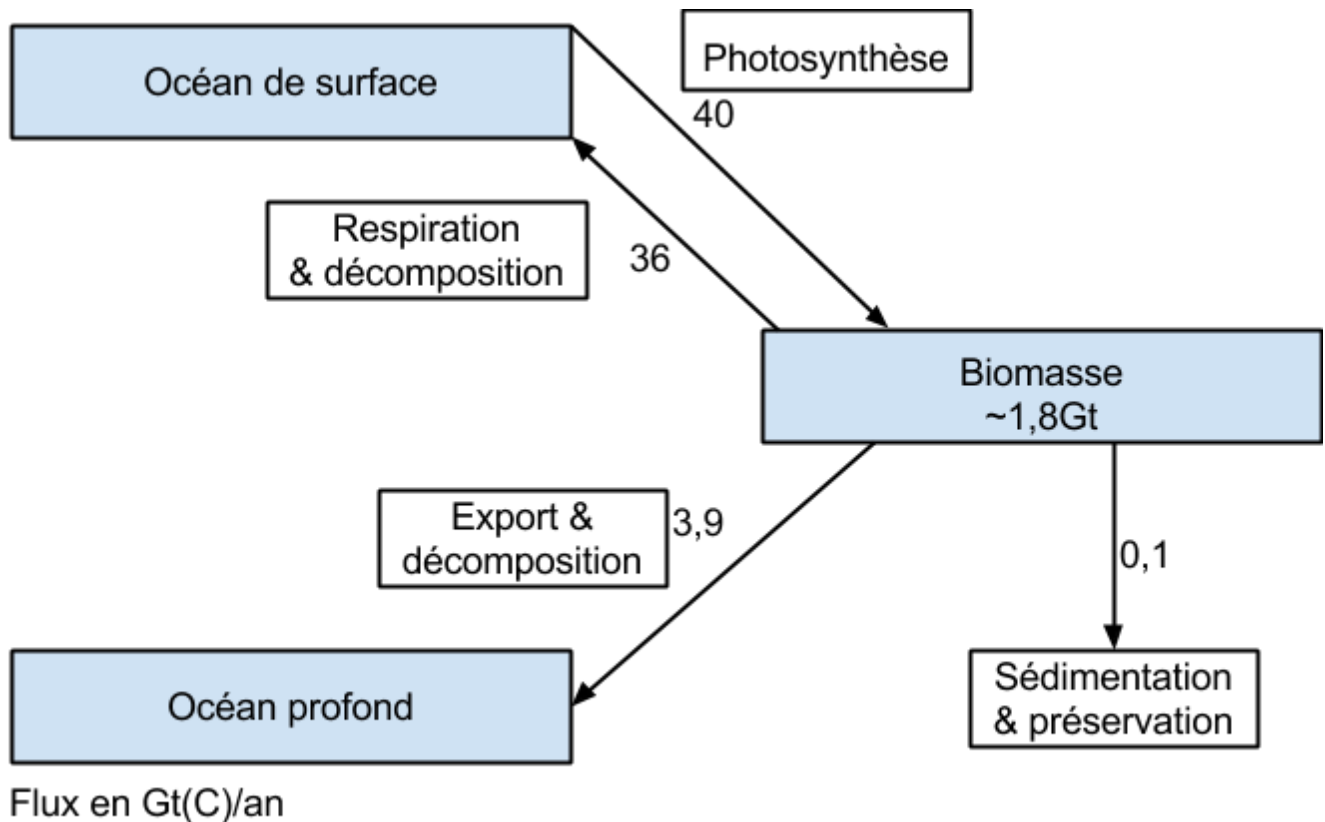 Océan de surface
Photosynthèse
40
Respiration
& décomposition
36
Biomasse
~1,8Gt
Export &
décomposition
3,9
0,1
Océan profond
Sédimentation
& préservation
Flux en Gt(C)/an